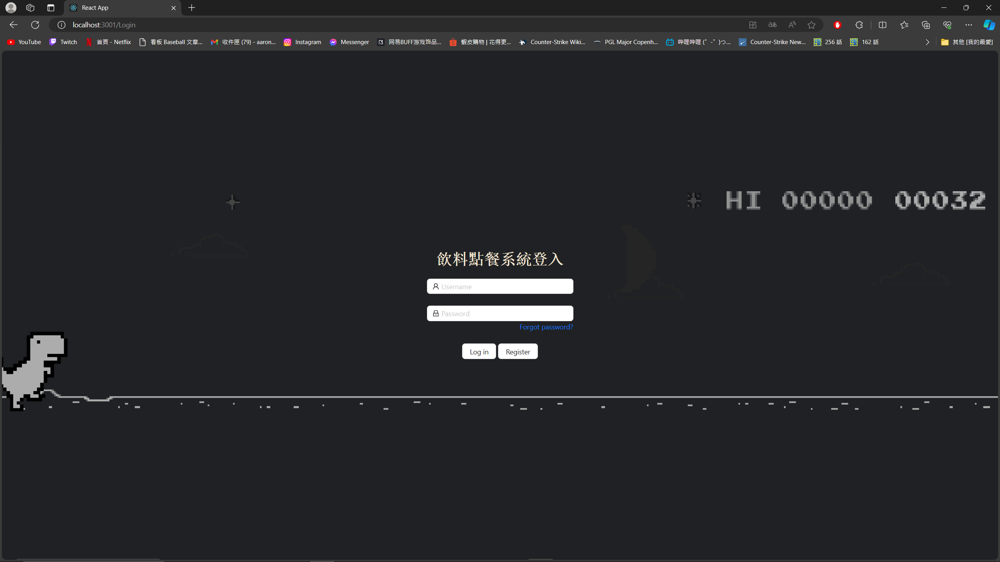 React App
localhost:3001/Login
aあ
YouTube
Twitch
首頁 - Netflix
看板 Baseball 文章...
收件匣 (79) - aaron...
Instagram
Messenger
网易BUFF游戏饰品...
蝦皮購物 | 花得更...
Counter-Strike Wiki...
PGL Major Copenh...
哔哩哔哩 (゜-゜)つ...
Counter-Strike New...
256 話
162 話
其他 [我的最愛]
HI 00000 00032
飲料點餐系統登入
Username
Password
Forgot password?
Log in Register